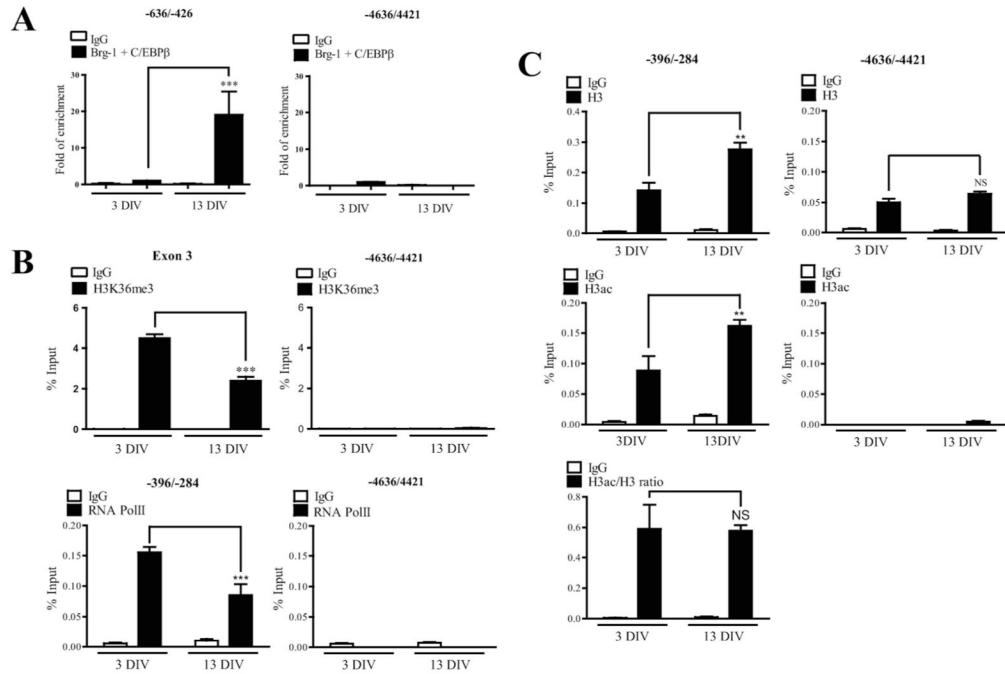 A
-636/-426
IgG
Brg-1 + C/EBPβ
Fold of enrichment
30
20
10
0
***
3 DIV
13 DIV
-4636/4421
IgG
Brg-1 + C/EBPβ
Fold of enrichment
30
20
10
0
3 DIV
13 DIV
B
Exon 3
IgG
H3K36me3
% Input
6
4
2
0
***
3 DIV
13 DIV
-4636/-4421
IgG
H3K36me3
% Input
6
4
2
0
3 DIV
13 DIV
-396/-284
IgG
RNA PolII
% Input
0.20
0.15
0.10
0.05
0.00
***
3 DIV
13 DIV
-4636/4421
IgG
RNA PolII
% Input
0.20
0.15
0.10
0.05
0.00
3 DIV
13 DIV
C
-396/-284
IgG
H3
% Input
0.4
0.3
0.2
0.1
0.0
**
3 DIV
13 DIV
-4636/-4421
IgG
H3
% Input
0.20
0.15
0.10
0.05
0.00
NS
3 DIV
13 DIV
IgG
H3ac
% Input
0.20
0.15
0.10
0.05
0.00
**
3DIV
13DIV
IgG
H3ac
% Input
0.20
0.15
0.10
0.05
0.00
3 DIV
13 DIV
IgG
H3ac/H3 ratio
% Input
0.8
0.6
0.4
0.2
0.0
NS
3 DIV
13 DIV